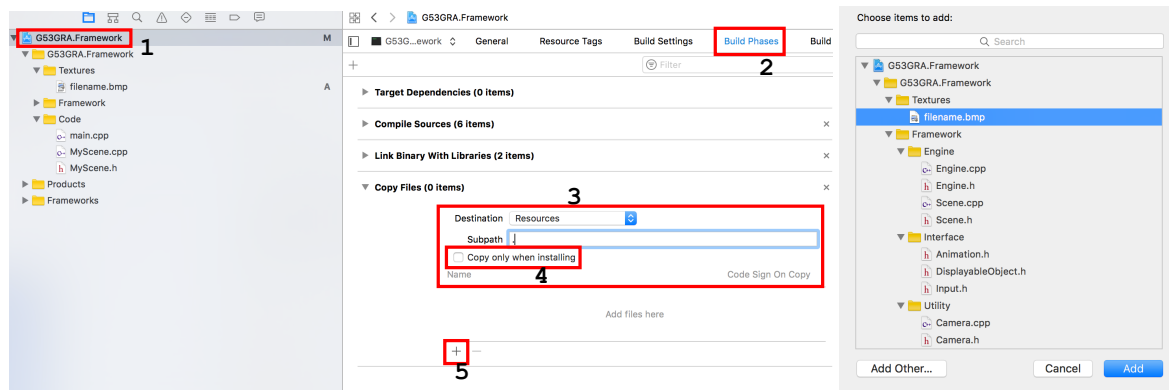 G53GRA.Framework M
1
G53GRA.Framework
Textures
filename.bmp A
Framework
Code
main.cpp
MyScene.cpp
MyScene.h
Products
Frameworks
G53GRA.Framework
G53G...ework General Resource Tags Build Settings Build Phases Build
2
Filter
Target Dependencies (0 items)
Compile Sources (6 items)
Link Binary With Libraries (2 items)
Copy Files (0 items)
3
Destination Resources
Subpath .
Copy only when installing
4
Name Code Sign On Copy
Add files here
5
Choose items to add:
Search
G53GRA.Framework
G53GRA.Framework
Textures
filename.bmp
Framework
Engine
Engine.cpp
Engine.h
Scene.cpp
Scene.h
Interface
Animation.h
DisplayableObject.h
Input.h
Utility
Camera.cpp
Camera.h
Add Other... Cancel Add